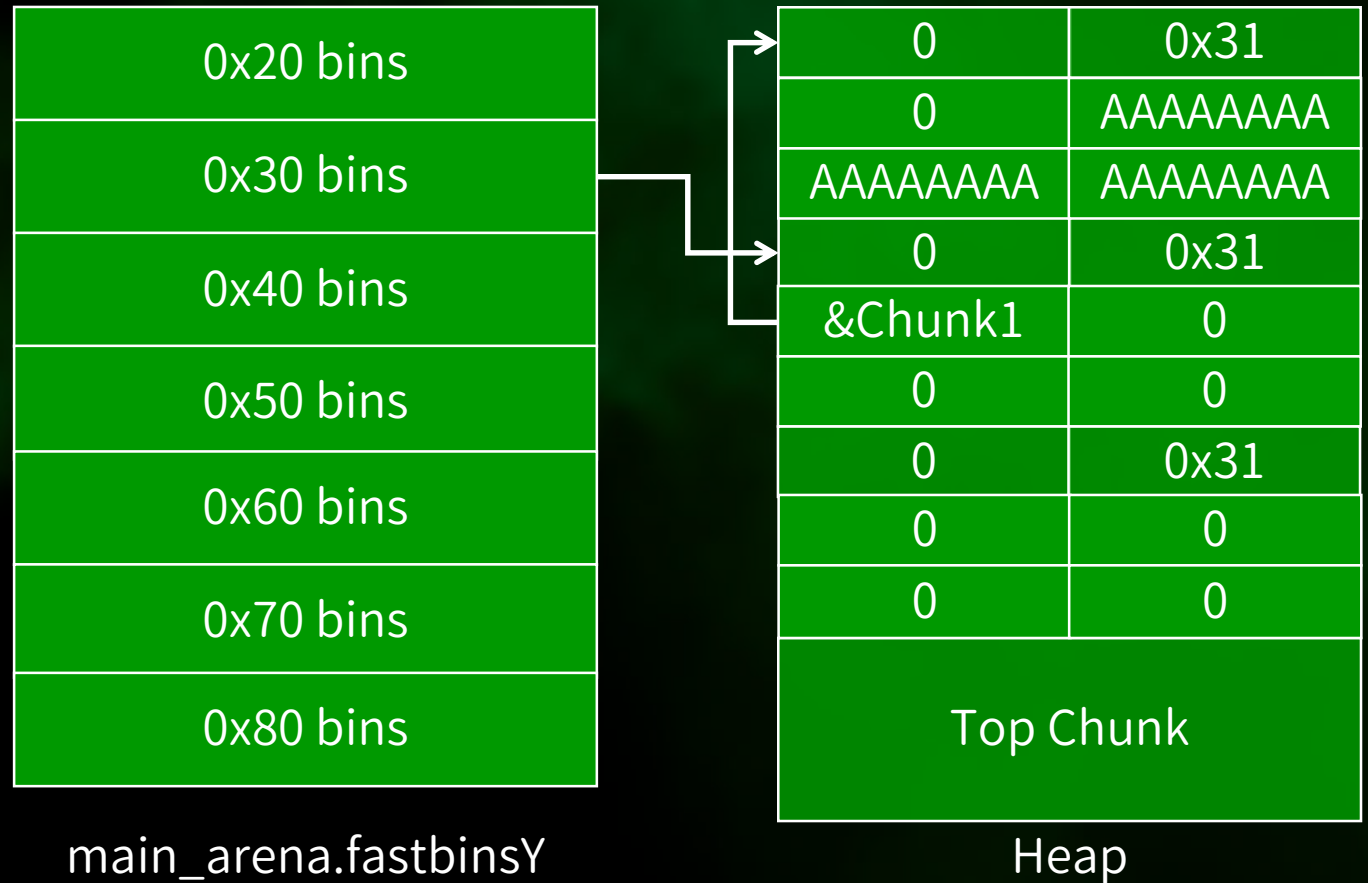 0x20 bins
0x30 bins
0x40 bins
0x50 bins
0x60 bins
0x70 bins
0x80 bins
main_arena.fastbinsY
0 0x31
0 AAAAAAAA
AAAAAAAA AAAAAAAA
0 0x31
&Chunk1 0
0 0
0 0x31
0 0
0 0
Top Chunk
Heap